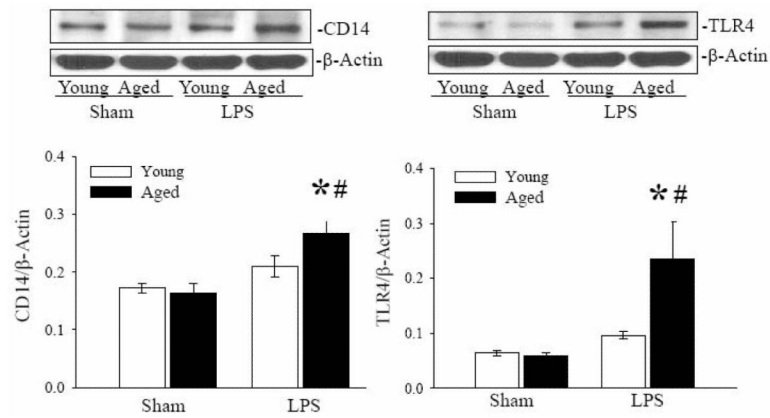 -CD14
-β-Actin
Young Aged Young Aged
Sham LPS
-TLR4
-β-Actin
Young Aged Young Aged
Sham LPS
0.4
0.3
0.2
0.1
0.0
CD14/β-Actin
Young
Aged
*#
Sham LPS
0.4
0.3
0.2
0.1
0.0
TLR4/β-Actin
Young
Aged
*#
Sham LPS